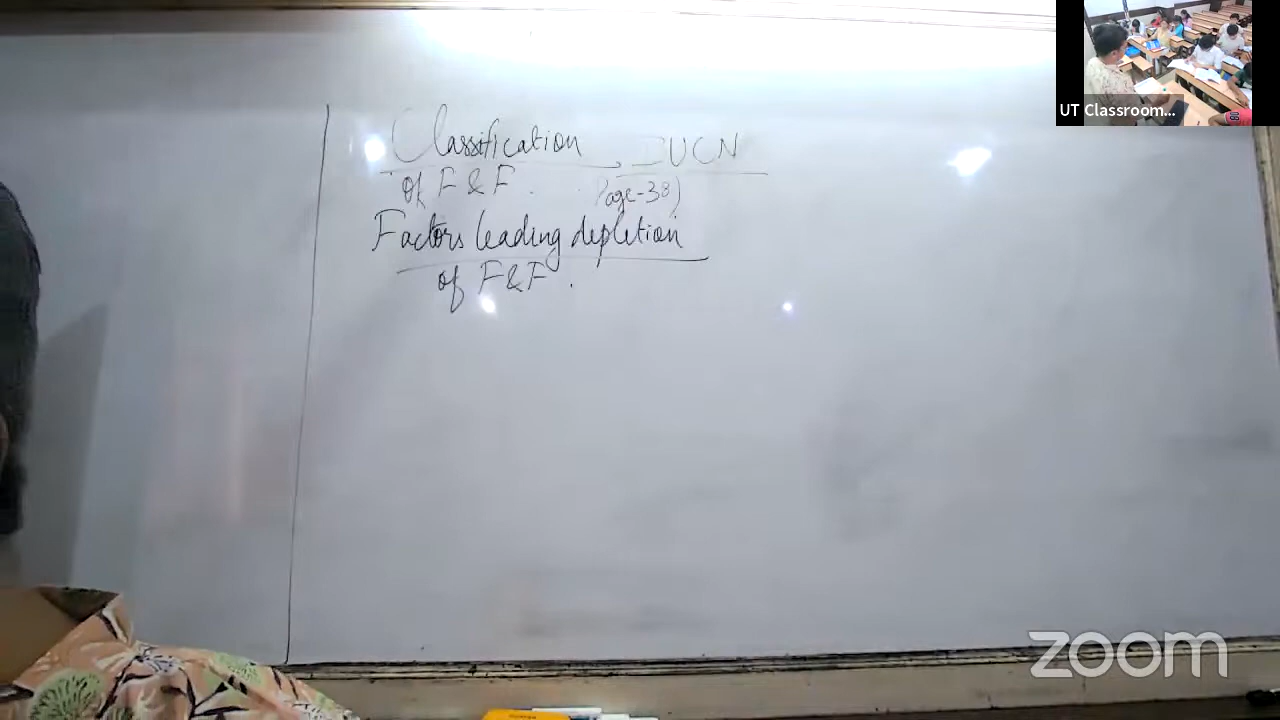 Classification → IUCN
of F & F. (Page-38)
Factors leading depletion
of F & F.
UT Classroom...
zoom